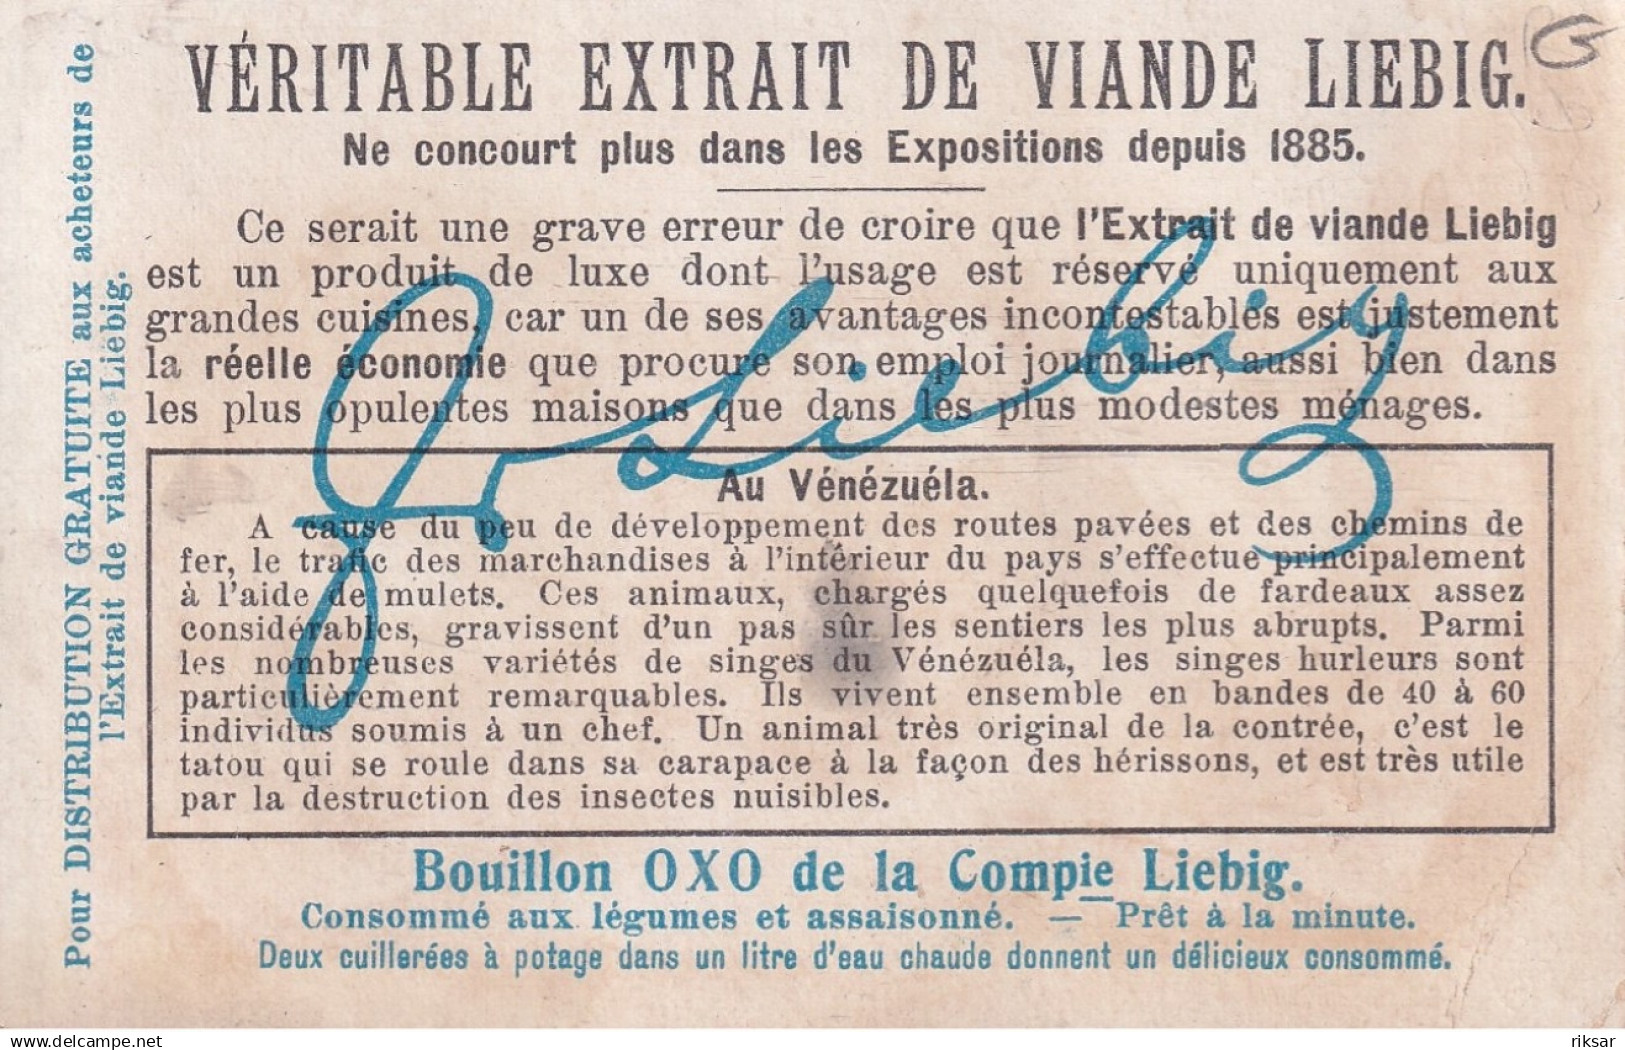 VÉRITABLE EXTRAIT DE VIANDE LIEBIG.
Ne concourt plus dans les Expositions depuis 1885.
Ce serait une grave erreur de croire que l'Extrait de viande Liebig
est un produit de luxe dont l'usage est réservé uniquement aux
grandes cuisines, car un de ses avantages incontestables est justement
la réelle économie que procure son emploi journalier, aussi bien dans
les plus opulentes maisons que dans les plus modestes ménages.
J v Liebig
Au Vénézuéla.
A cause du peu de développement des routes pavées et des chemins de
fer, le trafic des marchandises à l'intérieur du pays s'effectue principalement
à l'aide de mulets. Ces animaux, chargés quelquefois de fardeaux assez
considérables, gravissent d'un pas sûr les sentiers les plus abrupts. Parmi
les nombreuses variétés de singes du Vénézuéla, les singes hurleurs sont
particulièrement remarquables. Ils vivent ensemble en bandes de 40 à 60
individus soumis à un chef. Un animal très original de la contrée, c'est le
tatou qui se roule dans sa carapace à la façon des hérissons, et est très utile
par la destruction des insectes nuisibles.
Bouillon OXO de la Compie Liebig.
Consommé aux légumes et assaisonné. — Prêt à la minute.
Deux cuillerées à potage dans un litre d'eau chaude donnent un délicieux consommé.
Pour DISTRIBUTION GRATUITE aux acheteurs de
l'Extrait de viande Liebig.
delcampe.net
riksar